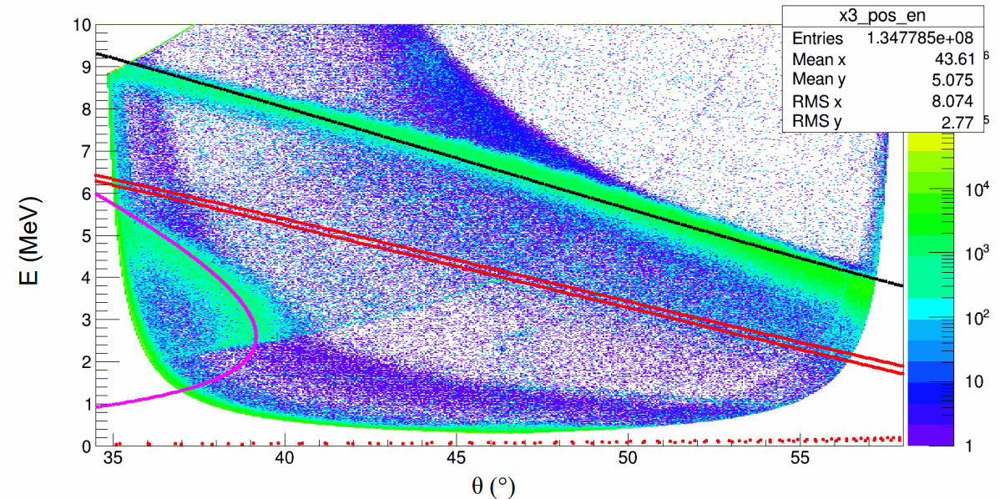 x3_pos_en
Entries 1.347785e+08
Mean x 43.61
Mean y 5.075
RMS x 8.074
RMS y 2.77
10
9
8
7
6
5
4
3
2
1
0
E (MeV)
35 40 45 50 55
θ (°)
6
5
10⁴
10³
10²
10
1